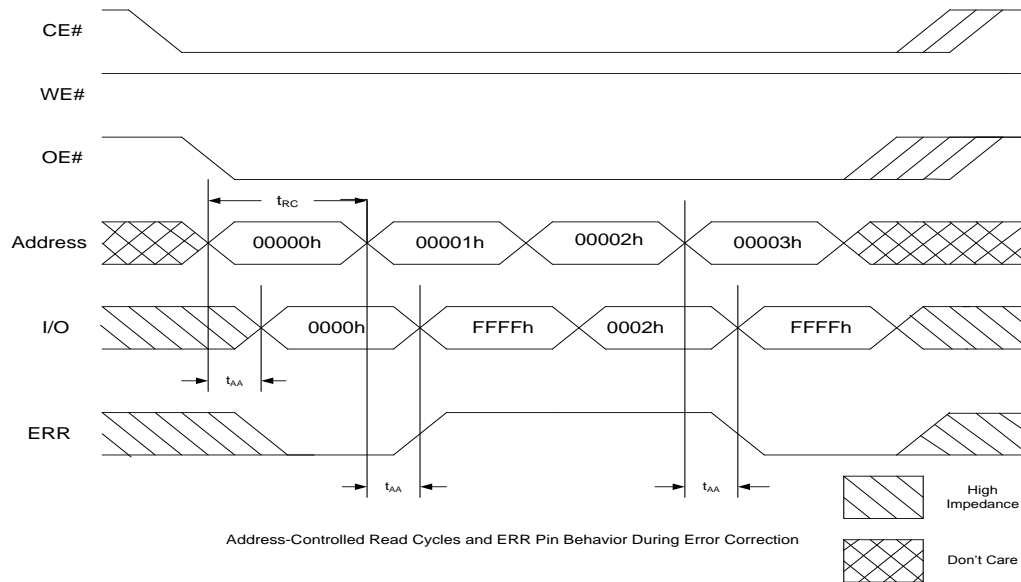 CE#
WE#
OE#
tRC
Address
00000h
00001h
00002h
00003h
I/O
0000h
FFFFh
0002h
FFFFh
tAA
ERR
tAA
tAA
High
Impedance
Address-Controlled Read Cycles and ERR Pin Behavior During Error Correction
Don't Care